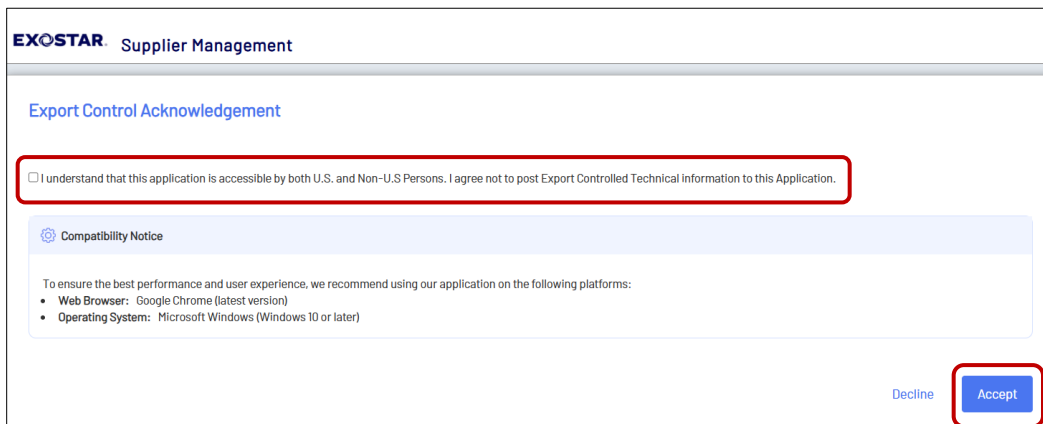 EXOSTAR. Supplier Management
Export Control Acknowledgement
I understand that this application is accessible by both U.S. and Non-U.S Persons. I agree not to post Export Controlled Technical information to this Application.
Compatibility Notice
To ensure the best performance and user experience, we recommend using our application on the following platforms:
• Web Browser: Google Chrome (latest version)
• Operating System: Microsoft Windows (Windows 10 or later)
Decline Accept